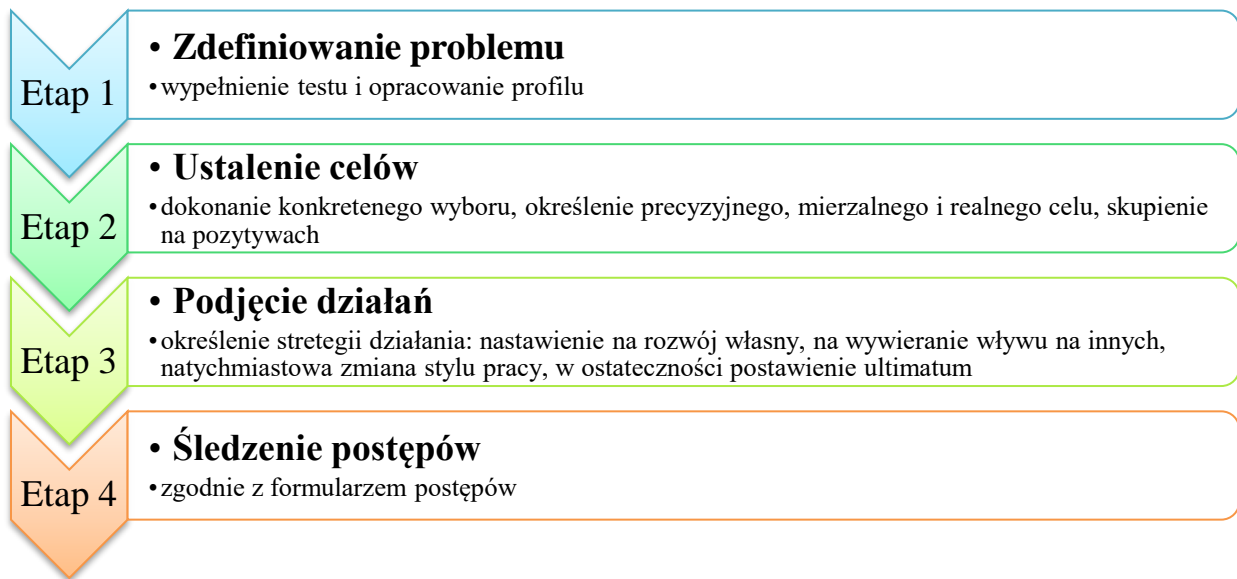 Etap 1
• Zdefiniowanie problemu
• wypełnienie testu i opracowanie profilu
Etap 2
• Ustalenie celów
• dokonanie konkretenego wyboru, określenie precyzyjnego, mierzalnego i realnego celu, skupienie
na pozytywach
Etap 3
• Podjęcie działań
• określenie stretegii działania: nastawienie na rozwój własny, na wywieranie wływu na innych,
natychmiastowa zmiana stylu pracy, w ostateczności postawienie ultimatum
Etap 4
• Śledzenie postępów
• zgodnie z formularzem postępów